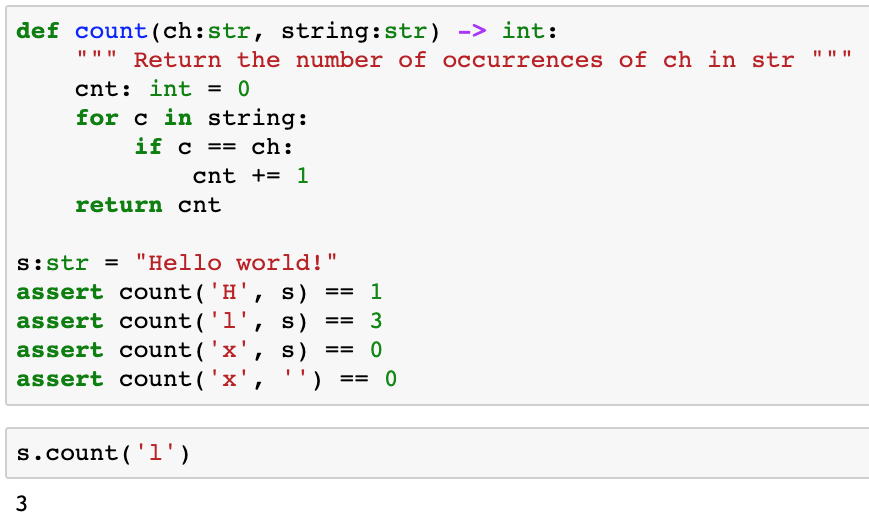 def count(ch:str, string:str) -> int:
    """ Return the number of occurrences of ch in str """
    cnt: int = 0
    for c in string:
        if c == ch:
            cnt += 1
    return cnt

s:str = "Hello world!"
assert count('H', s) == 1
assert count('l', s) == 3
assert count('x', s) == 0
assert count('x', '') == 0
s.count('l')
3